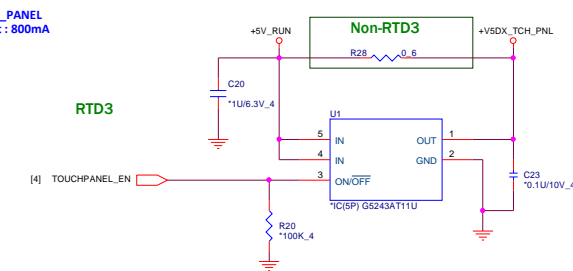 _PANEL
: 800mA
Non-RTD3
+5V_RUN
+V5DX_TCH_PNL
R28
0_6
C20
*1U/6.3V_4
RTD3
U1
5
IN
OUT
1
4
IN
GND
2
3
ON/OFF
*IC(5P) G5243AT11U
[4]
TOUCHPANEL_EN
C23
*0.1U/10V_4
R20
*100K_4